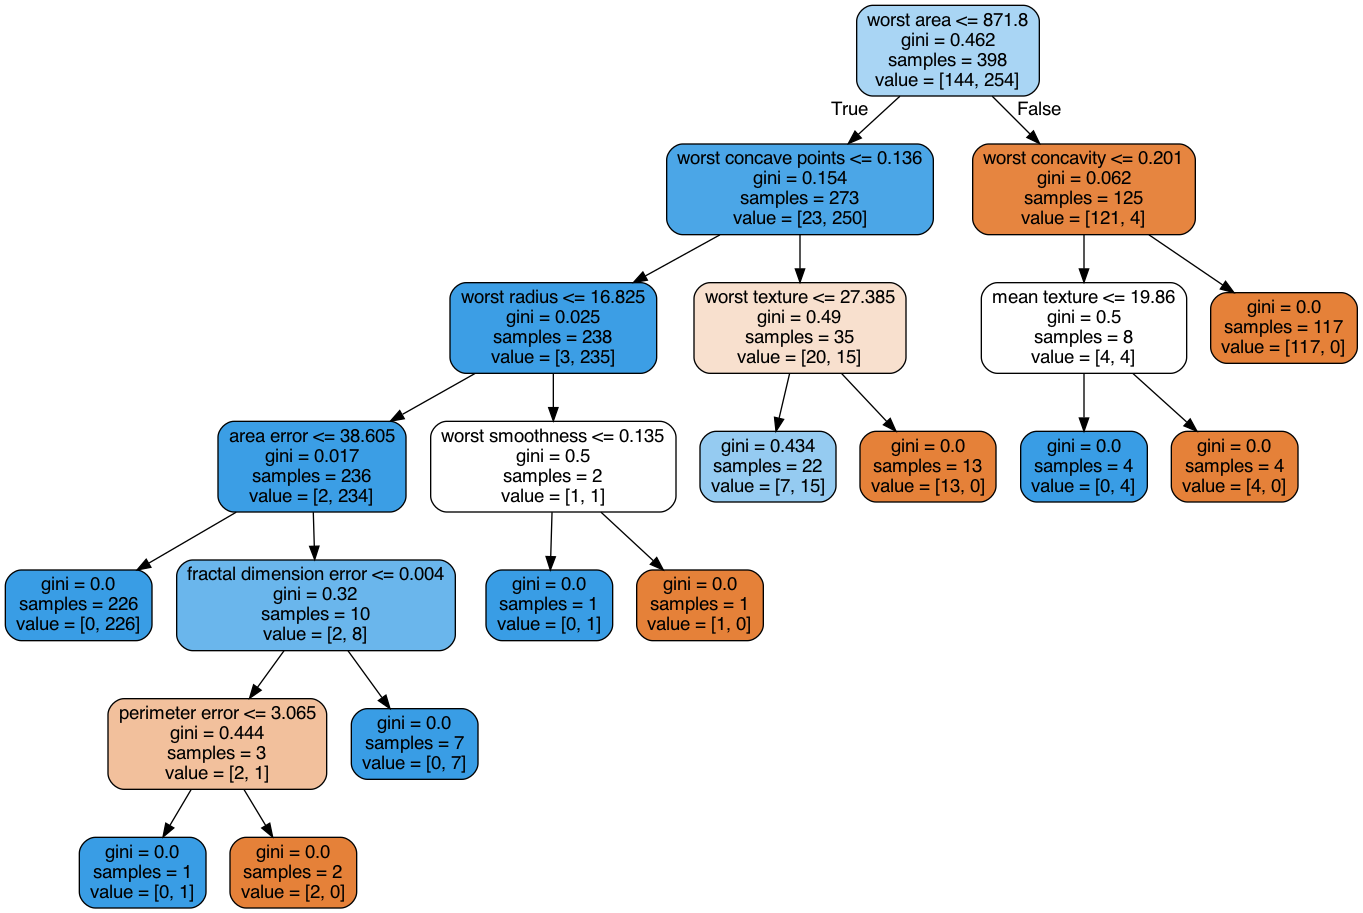 worst area <= 871.8
gini = 0.462
samples = 398
value = [144, 254]
True
False
worst concave points <= 0.136
gini = 0.154
samples = 273
value = [23, 250]
worst concavity <= 0.201
gini = 0.062
samples = 125
value = [121, 4]
worst radius <= 16.825
gini = 0.025
samples = 238
value = [3, 235]
worst texture <= 27.385
gini = 0.49
samples = 35
value = [20, 15]
mean texture <= 19.86
gini = 0.5
samples = 8
value = [4, 4]
gini = 0.0
samples = 117
value = [117, 0]
area error <= 38.605
gini = 0.017
samples = 236
value = [2, 234]
worst smoothness <= 0.135
gini = 0.5
samples = 2
value = [1, 1]
gini = 0.434
samples = 22
value = [7, 15]
gini = 0.0
samples = 13
value = [13, 0]
gini = 0.0
samples = 4
value = [0, 4]
gini = 0.0
samples = 4
value = [4, 0]
gini = 0.0
samples = 226
value = [0, 226]
fractal dimension error <= 0.004
gini = 0.32
samples = 10
value = [2, 8]
gini = 0.0
samples = 1
value = [0, 1]
gini = 0.0
samples = 1
value = [1, 0]
perimeter error <= 3.065
gini = 0.444
samples = 3
value = [2, 1]
gini = 0.0
samples = 7
value = [0, 7]
gini = 0.0
samples = 1
value = [0, 1]
gini = 0.0
samples = 2
value = [2, 0]